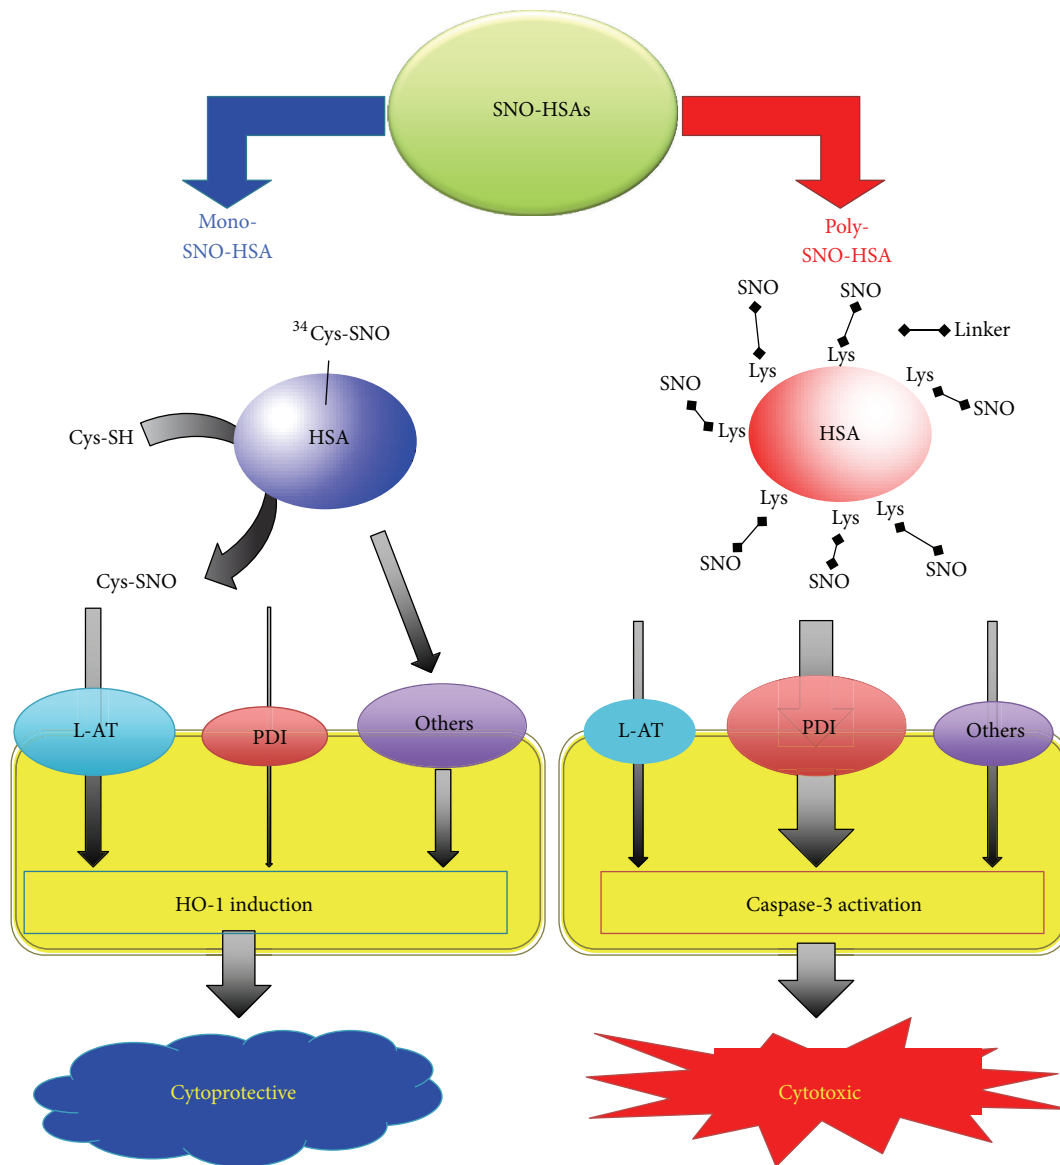 SNO-HSAs
Mono-
SNO-HSA
Poly-
SNO-HSA
³⁴Cys-SNO
Cys-SH
HSA
Cys-SNO
SNO
SNO
Linker
Lys
Lys
Lys
SNO
SNO
Lys
HSA
Lys
Lys
Lys
SNO
SNO
SNO
L-AT
PDI
Others
L-AT
PDI
Others
HO-1 induction
Caspase-3 activation
Cytoprotective
Cytotoxic